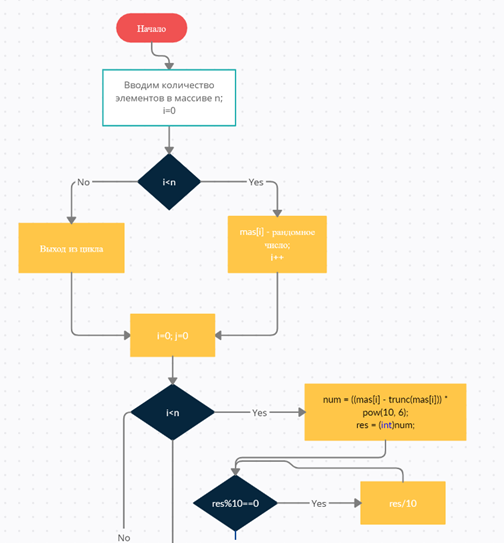 Начало
Вводим количество
элементов в массиве n;
i=0
i<n
No
Yes
Выход из цикла
mas[i] - рандомное
число;
i++
i=0; j=0
i<n
Yes
num = ((mas[i] - trunc(mas[i])) *
pow(10, 6);
res = (int)num;
res%10==0
Yes
res/10
No